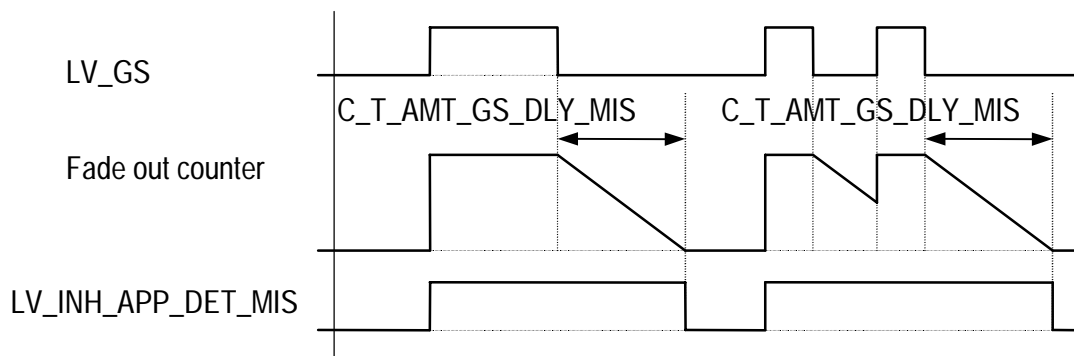 LV_GS
C_T_AMT_GS_DLY_MIS C_T_AMT_GS_DLY_MIS
Fade out counter
LV_INH_APP_DET_MIS